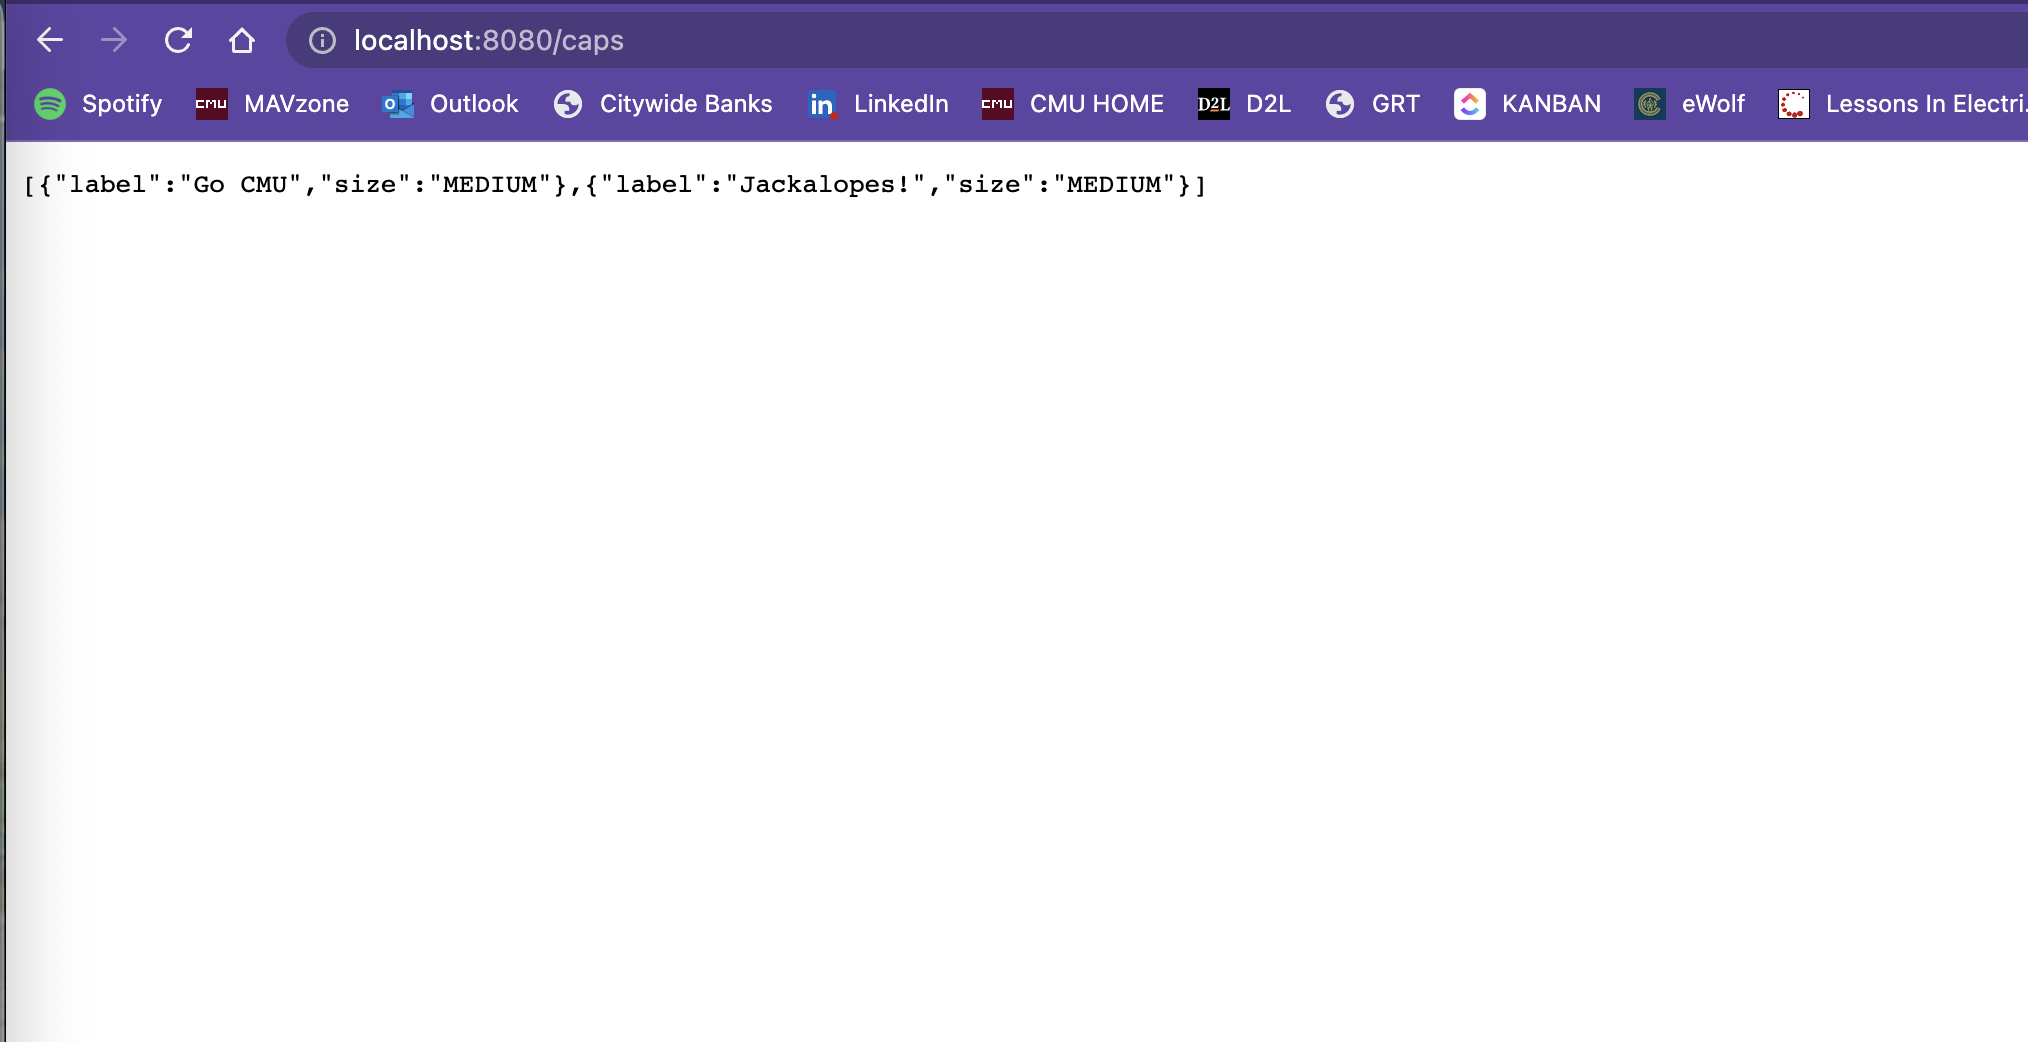 localhost:8080/caps
Spotify CMU MAVzone Outlook Citywide Banks in LinkedIn CMU CMU HOME D2L D2L GRT KANBAN eWolf Lessons In Electri.
[{"label":"Go CMU","size":"MEDIUM"},{"label":"Jackalopes!","size":"MEDIUM"}]